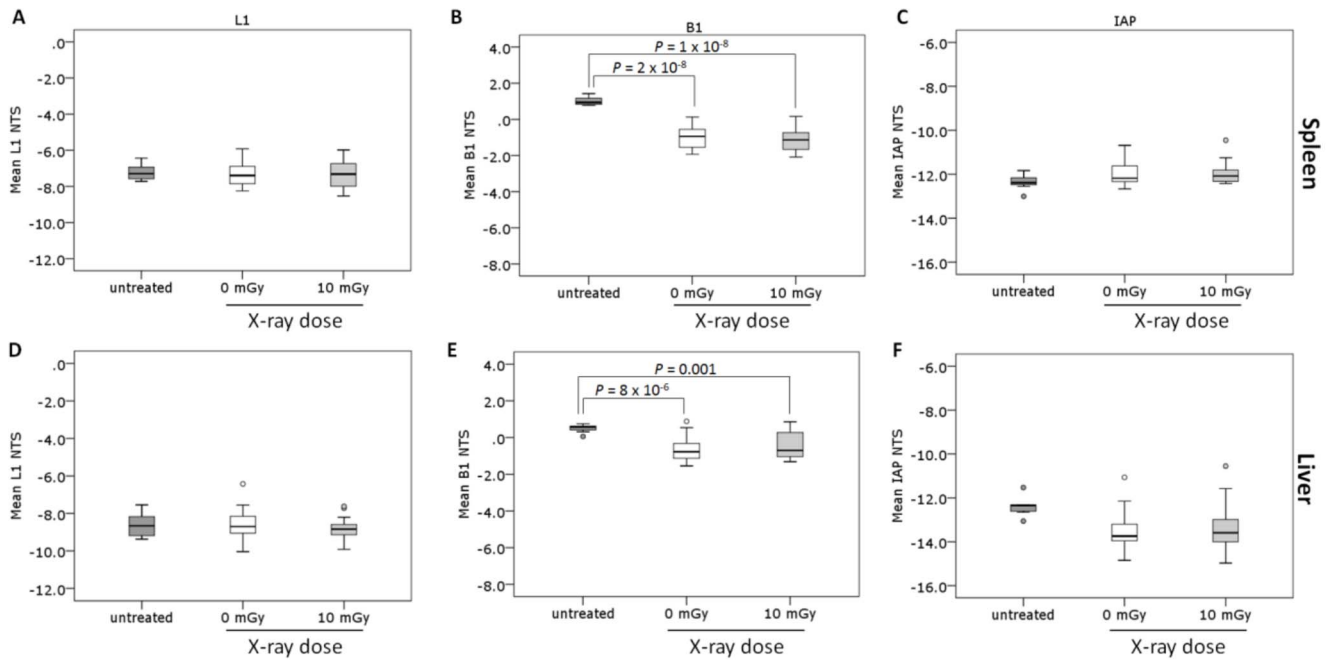 A
L1
Mean L1 NTS
.0
-2.0
-4.0
-6.0
-8.0
-10.0
-12.0
untreated 0 mGy 10 mGy
X-ray dose
B
B1
Mean B1 NTS
4.0
2.0
.0
-2.0
-4.0
-6.0
-8.0
P = 1 x 10⁻⁸
P = 2 x 10⁻⁸
untreated 0 mGy 10 mGy
X-ray dose
C
IAP
Mean IAP NTS
-6.0
-8.0
-10.0
-12.0
-14.0
-16.0
untreated 0 mGy 10 mGy
X-ray dose
Spleen
D
Mean L1 NTS
.0
-2.0
-4.0
-6.0
-8.0
-10.0
-12.0
untreated 0 mGy 10 mGy
X-ray dose
E
Mean B1 NTS
4.0
2.0
.0
-2.0
-4.0
-6.0
-8.0
P = 0.001
P = 8 x 10⁻⁶
untreated 0 mGy 10 mGy
X-ray dose
F
Mean IAP NTS
-6.0
-8.0
-10.0
-12.0
-14.0
-16.0
untreated 0 mGy 10 mGy
X-ray dose
Liver